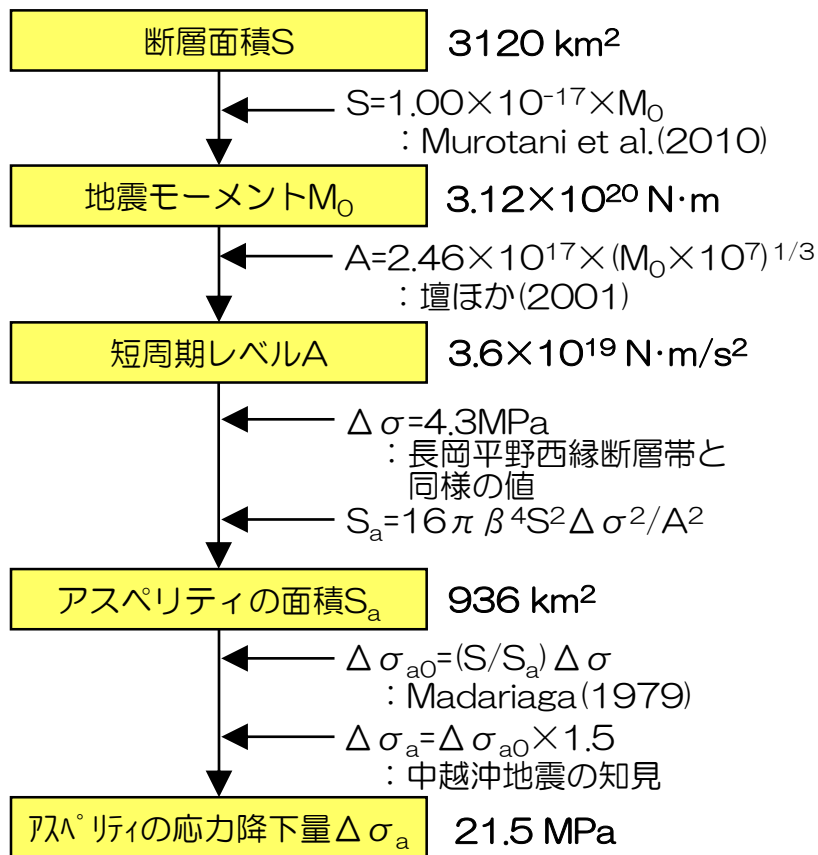 断層面積S 3120 km²
S=1.00×10⁻¹⁷×M₀
：Murotani et al.(2010)
地震モーメントM₀ 3.12×10²⁰ N·m
A=2.46×10¹⁷×(M₀×10⁷)¹ᐟ³
：壇ほか(2001)
短周期レベルA 3.6×10¹⁹ N·m/s²
Δσ=4.3MPa
：長岡平野西縁断層帯と
同様の値
Sₐ=16πβ⁴S²Δσ²/A²
アスペリティの面積Sₐ 936 km²
Δσₐ₀=(S/Sₐ)Δσ
：Madariaga(1979)
Δσₐ=Δσₐ₀×1.5
：中越沖地震の知見
ｱｽﾍﾟﾘﾃｨの応力降下量Δσₐ 21.5 MPa